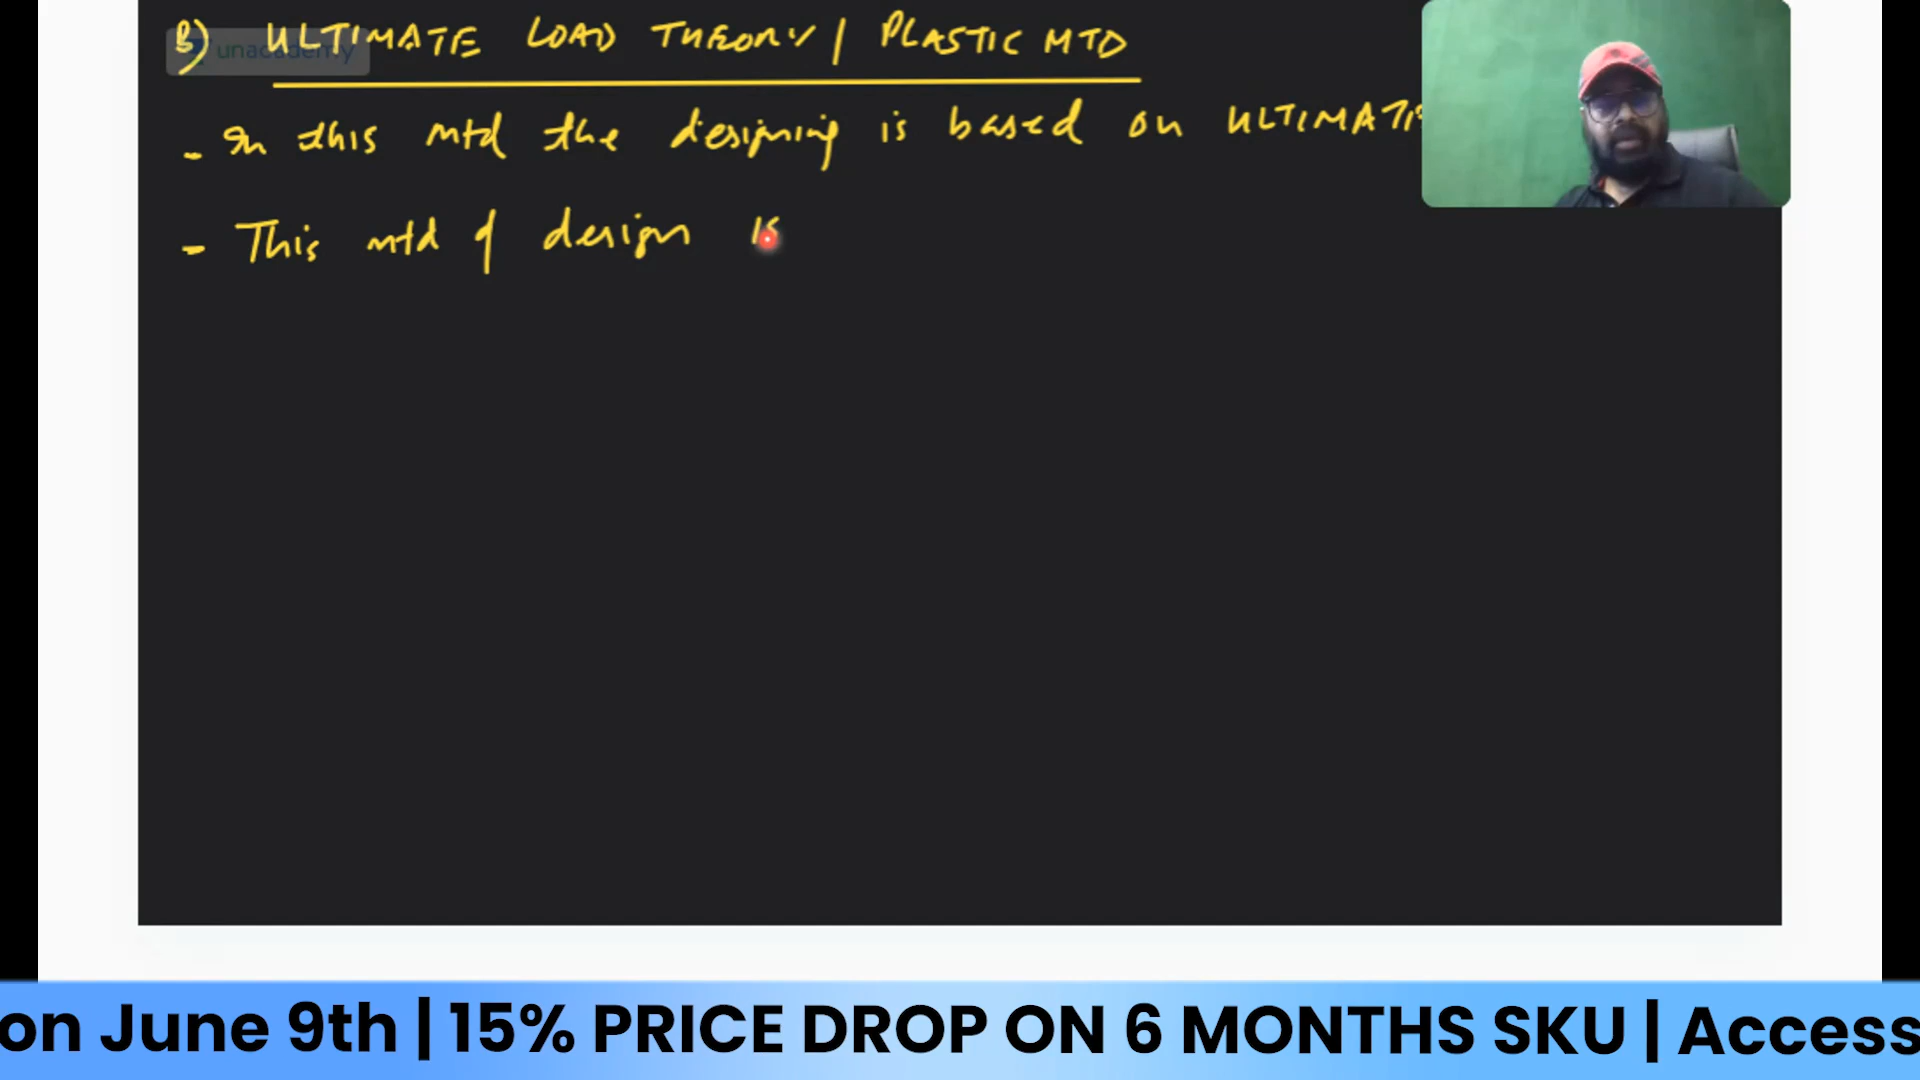 B) ULTIMATE LOAD THEORY / PLASTIC MTD
unacademy
- In this mtd the designing is based on ULTIMATE
- This mtd of design is
on June 9th | 15% PRICE DROP ON 6 MONTHS SKU | Access